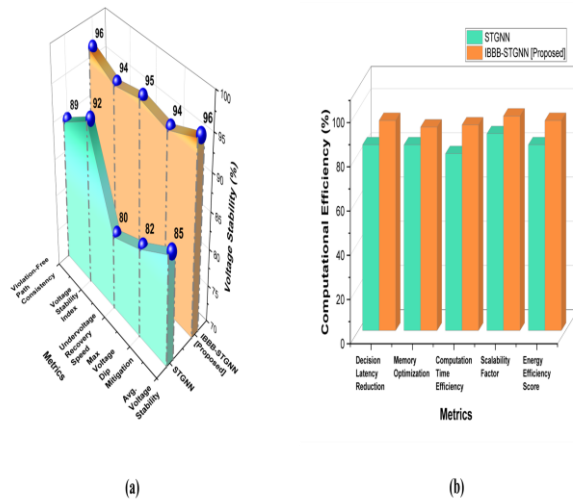 96
94
95
94
96
89
92
80
82
85
100
95
90
85
80
75
70
Voltage Stability (%)
Violation-Free
Path
Consistency
Voltage
Stability
Index
Undervoltage
Recovery
Speed
Max
Voltage
Dip
Mitigation
Avg.
Voltage
Stability
Metrics
STGNN
IBBB-STGNN
[Proposed]
(a)
STGNN
IBBB-STGNN [Proposed]
Computational Efficiency (%)
100
80
60
40
20
0
Decision
Latency
Reduction
Memory
Optimization
Computation
Time
Efficiency
Scalability
Factor
Energy
Efficiency
Score
Metrics
(b)